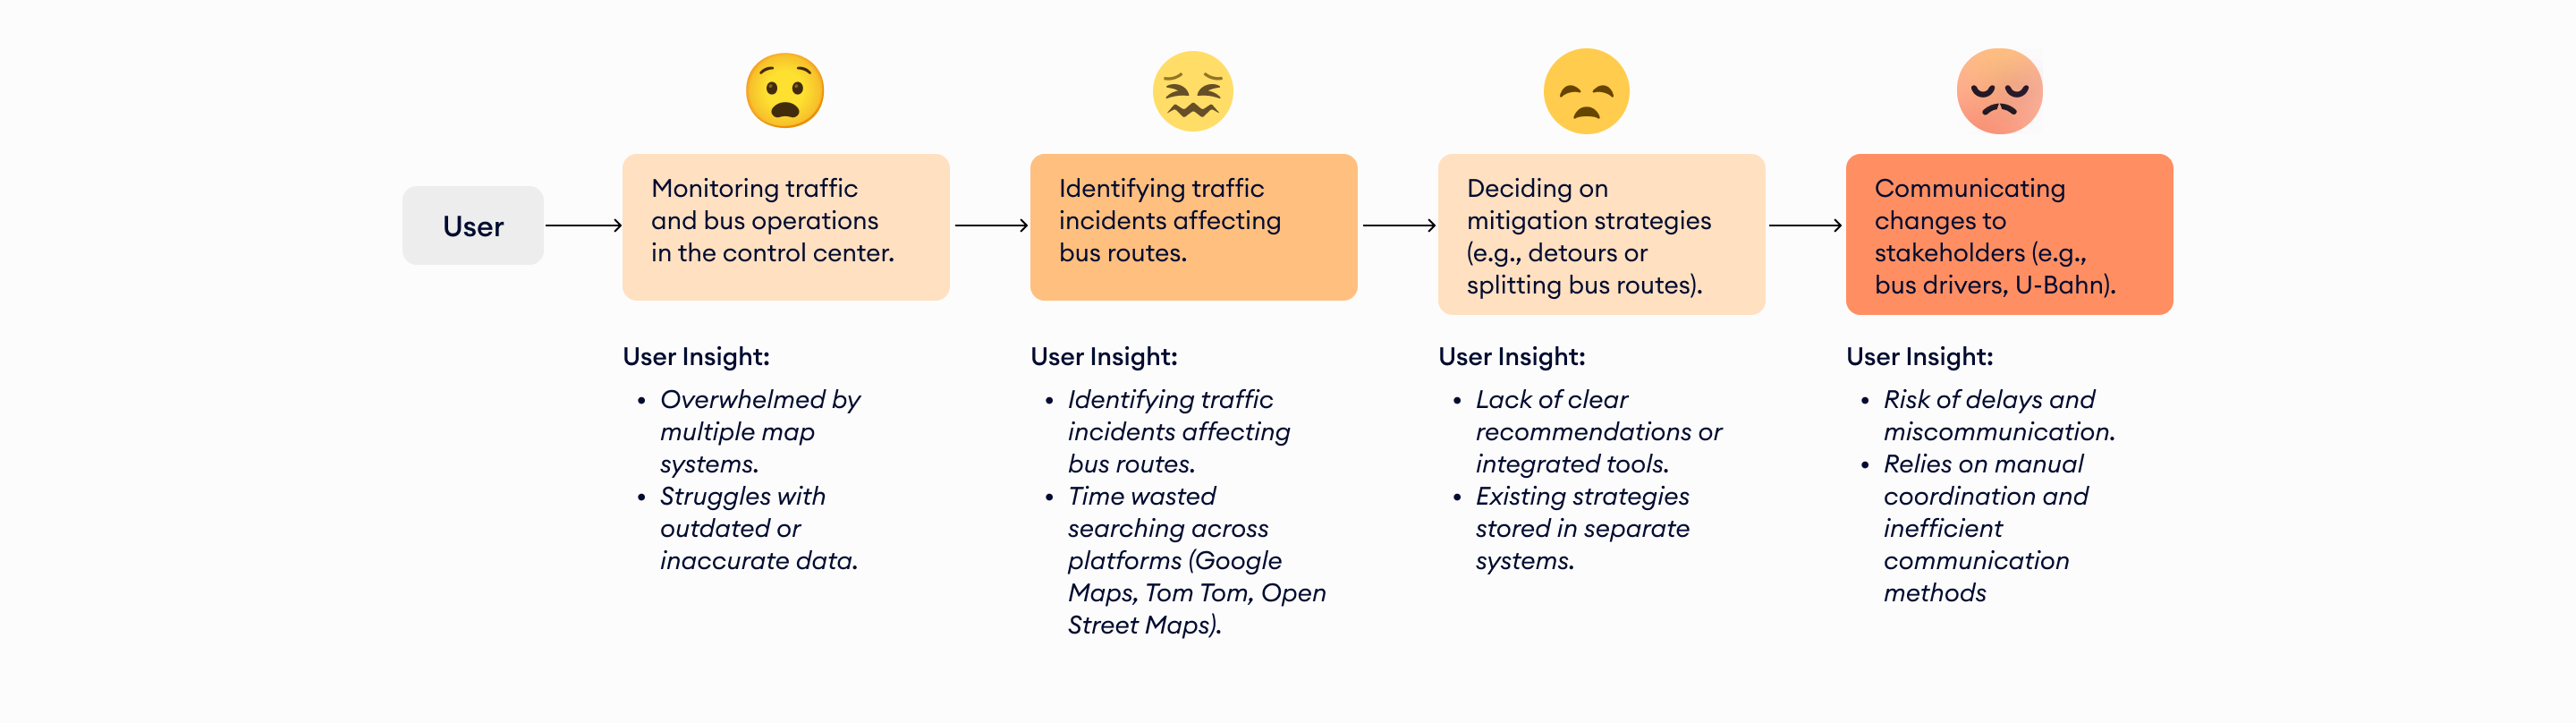 User
Monitoring traffic
and bus operations
in the control center.
User Insight:
• Overwhelmed by
multiple map
systems.
• Struggles with
outdated or
inaccurate data.
Identifying traffic
incidents affecting
bus routes.
User Insight:
• Identifying traffic
incidents affecting
bus routes.
• Time wasted
searching across
platforms (Google
Maps, Tom Tom, Open
Street Maps).
Deciding on
mitigation strategies
(e.g., detours or
splitting bus routes).
User Insight:
• Lack of clear
recommendations or
integrated tools.
• Existing strategies
stored in separate
systems.
Communicating
changes to
stakeholders (e.g.,
bus drivers, U-Bahn).
User Insight:
• Risk of delays and
miscommunication.
• Relies on manual
coordination and
inefficient
communication
methods